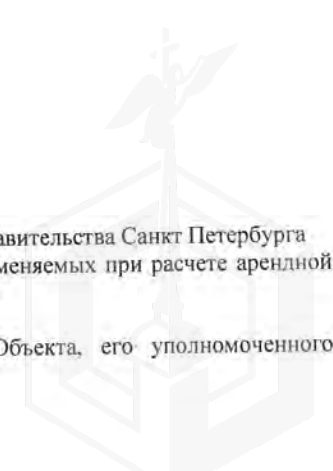 авительства Санкт Петербурга
меняемых при расчете арендной
Объекта, его уполномоченного